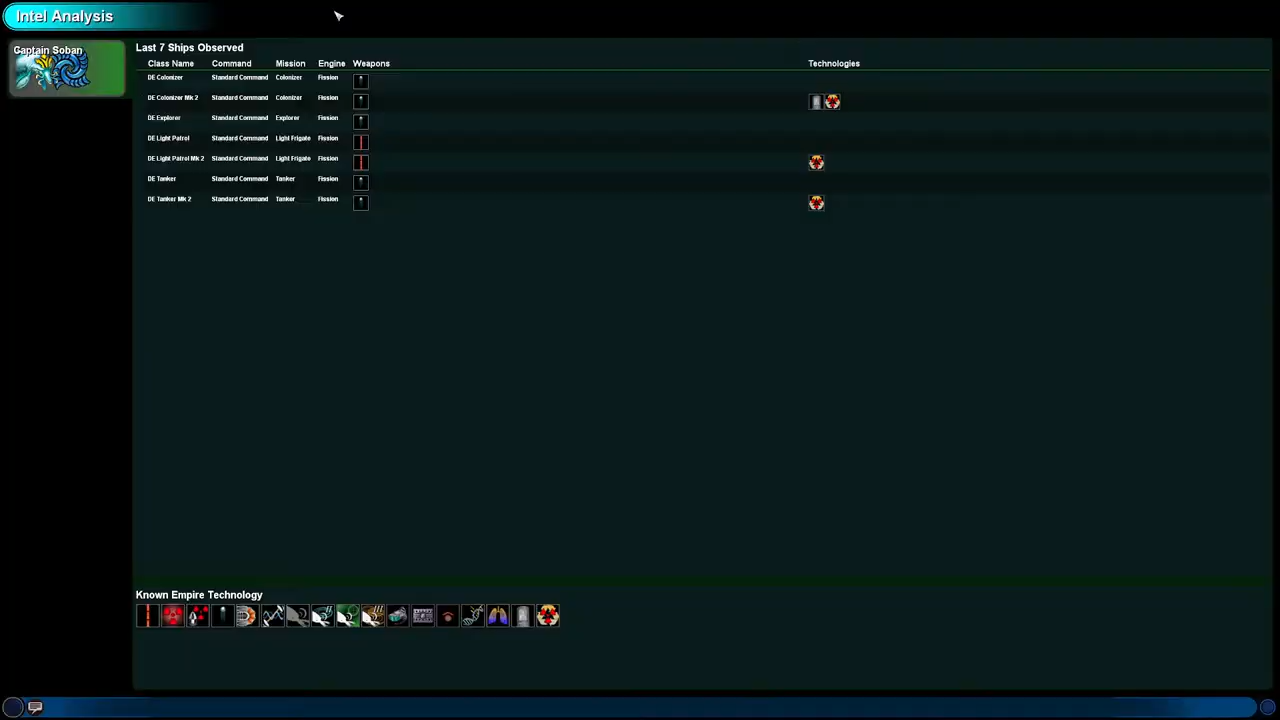 Intel Analysis
Captain Soban
Last 7 Ships Observed
Class Name Command Mission Engine Weapons Technologies
DE Colonizer Standard Command Colonizer Fission
DE Colonizer Mk 2 Standard Command Colonizer Fission
DE Explorer Standard Command Explorer Fission
DE Light Patrol Standard Command Light Frigate Fission
DE Light Patrol Mk 2 Standard Command Light Frigate Fission
DE Tanker Standard Command Tanker Fission
DE Tanker Mk 2 Standard Command Tanker Fission
Known Empire Technology